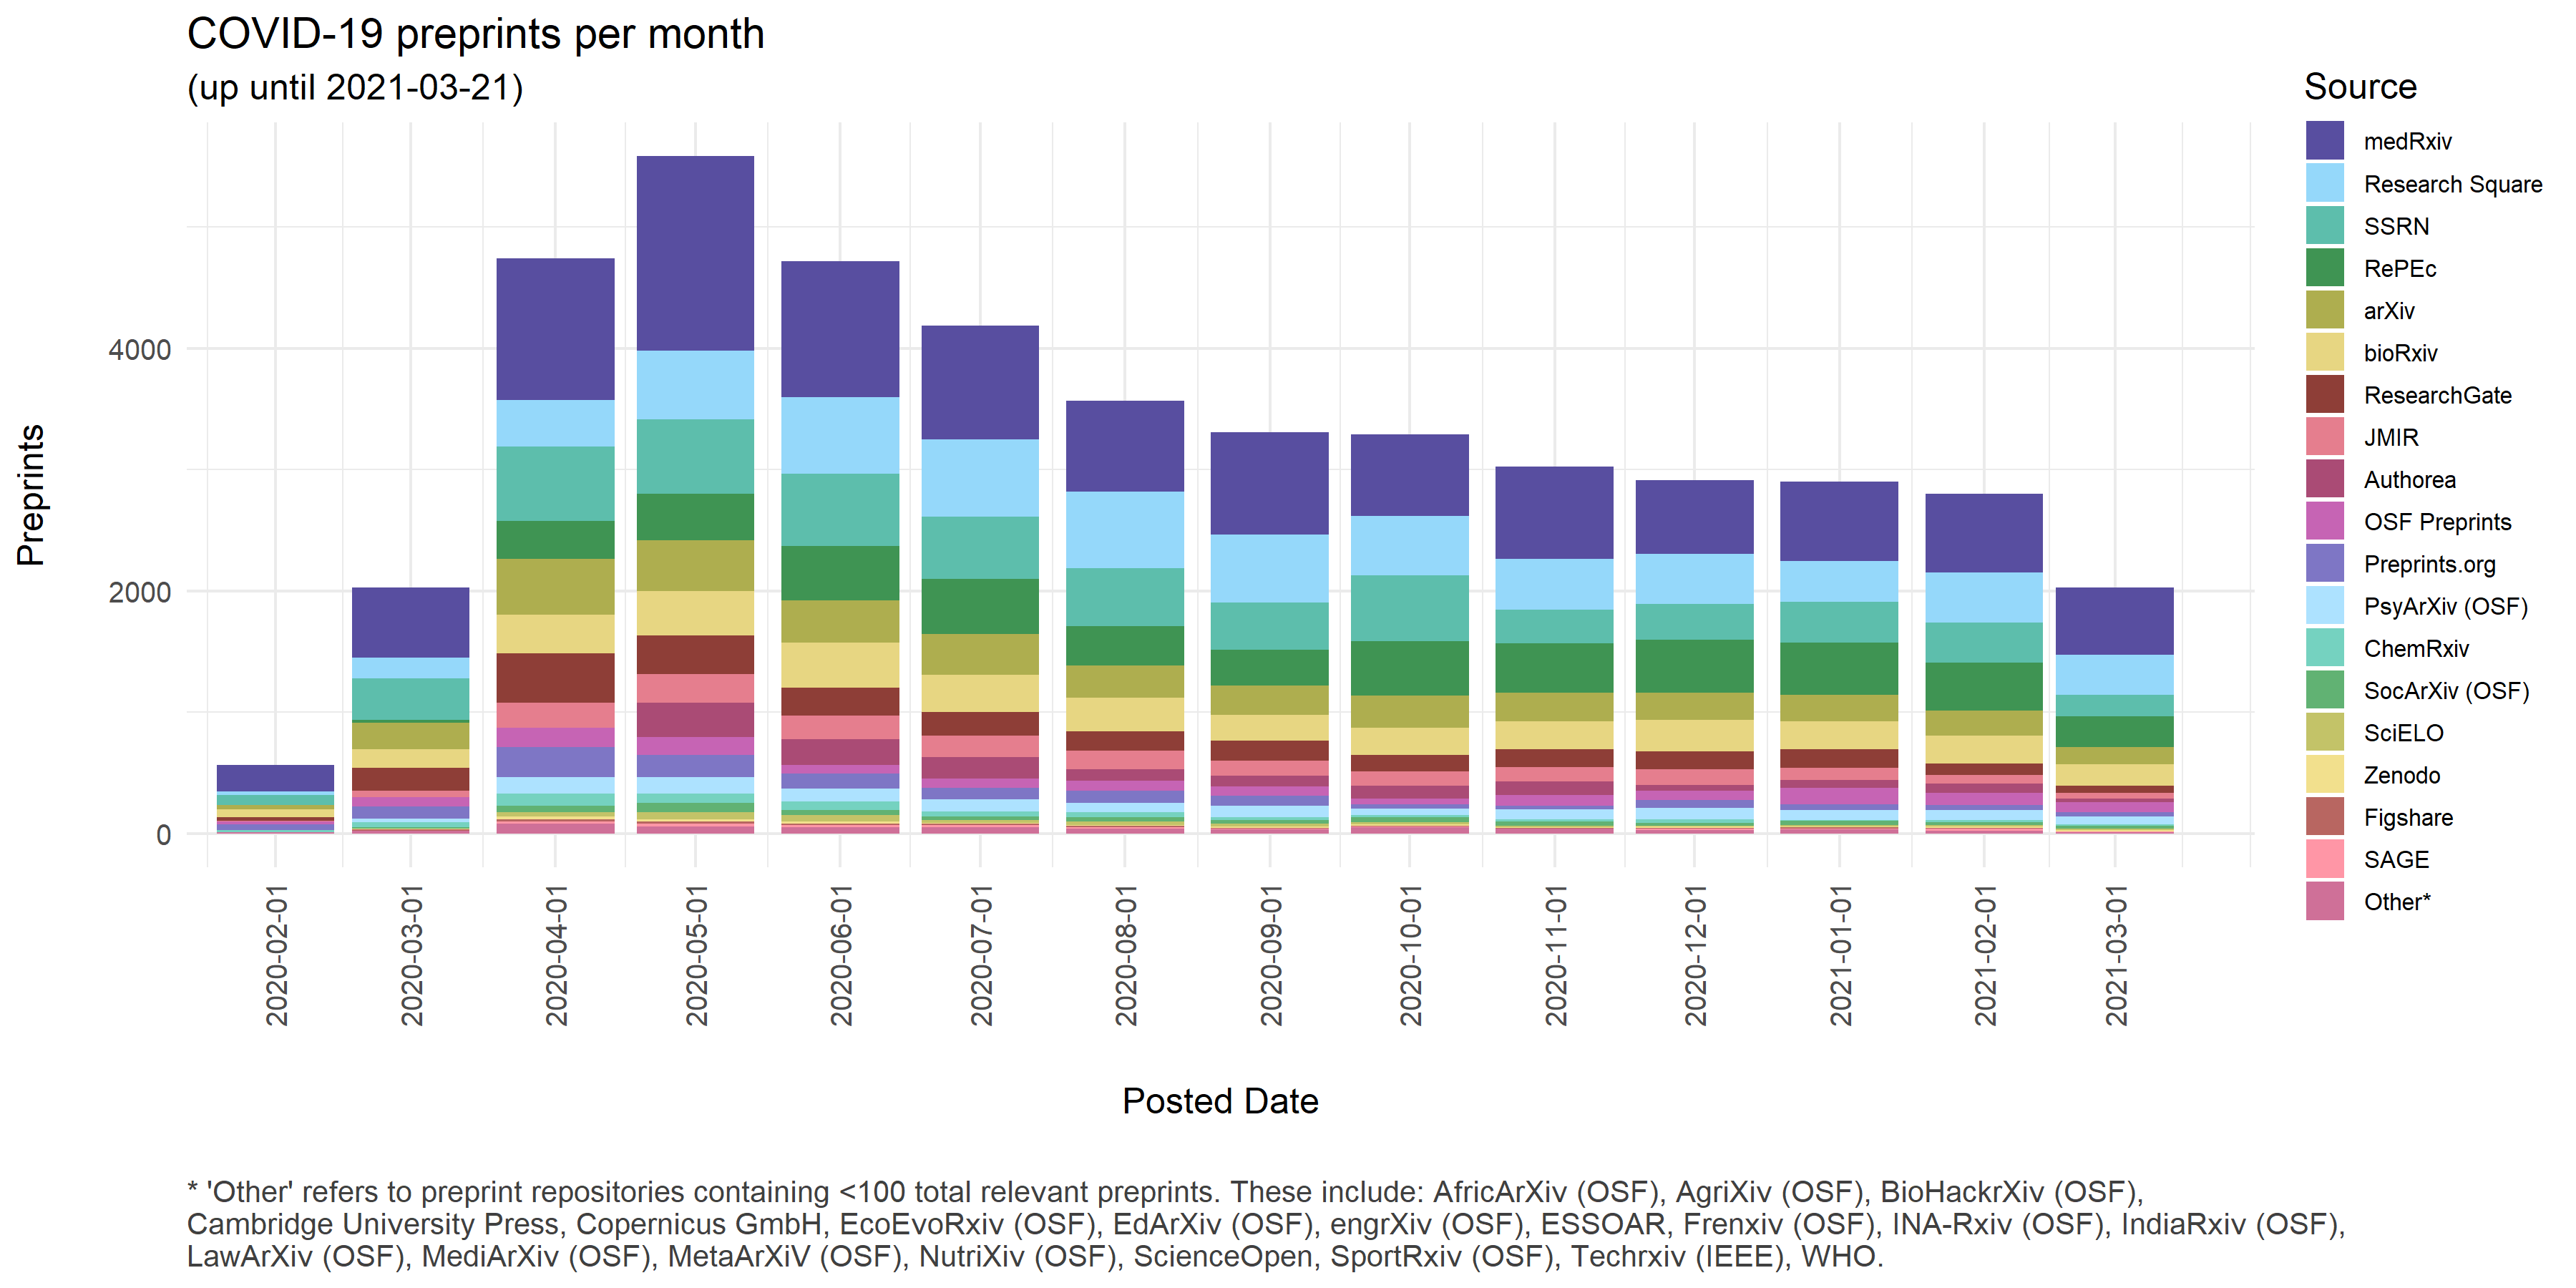 COVID-19 preprints per month
(up until 2021-03-21)
Preprints
4000
2000
0
2020-02-01
2020-03-01
2020-04-01
2020-05-01
2020-06-01
2020-07-01
2020-08-01
2020-09-01
2020-10-01
2020-11-01
2020-12-01
2021-01-01
2021-02-01
2021-03-01
Posted Date
Source
medRxiv
Research Square
SSRN
RePEc
arXiv
bioRxiv
ResearchGate
JMIR
Authorea
OSF Preprints
Preprints.org
PsyArXiv (OSF)
ChemRxiv
SocArXiv (OSF)
SciELO
Zenodo
Figshare
SAGE
Other*
* 'Other' refers to preprint repositories containing <100 total relevant preprints. These include: AfricArXiv (OSF), AgriXiv (OSF), BioHackrXiv (OSF),
Cambridge University Press, Copernicus GmbH, EcoEvoRxiv (OSF), EdArXiv (OSF), engrXiv (OSF), ESSOAR, Frenxiv (OSF), INA-Rxiv (OSF), IndiaRxiv (OSF),
LawArXiv (OSF), MediArXiv (OSF), MetaArXiV (OSF), NutriXiv (OSF), ScienceOpen, SportRxiv (OSF), Techrxiv (IEEE), WHO.